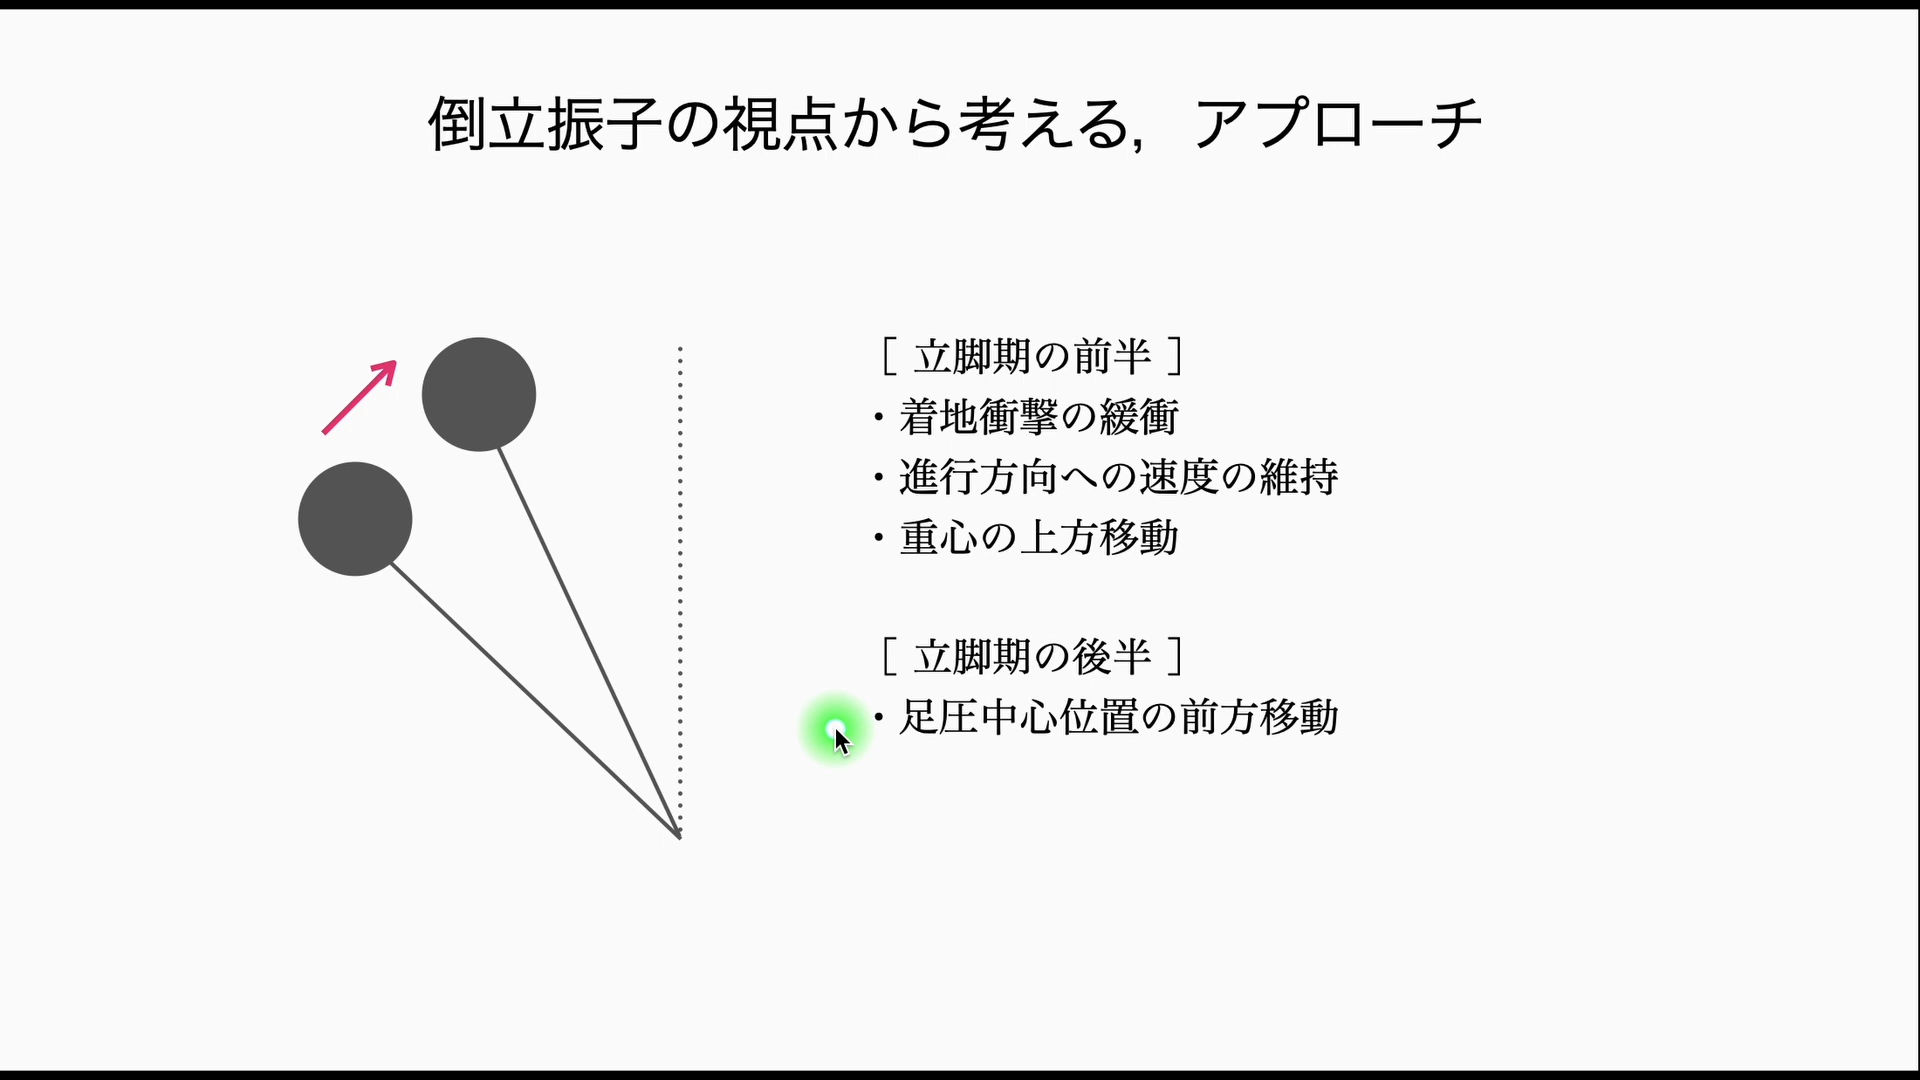 倒立振子の視点から考える，アプローチ
［ 立脚期の前半 ］
・着地衝撃の緩衝
・進行方向への速度の維持
・重心の上方移動
［ 立脚期の後半 ］
・足圧中心位置の前方移動